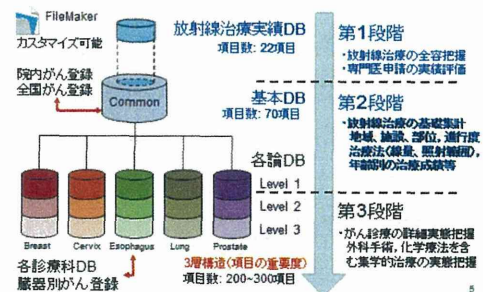 FileMaker
カスタマイズ可能
放射線治療実績DB
項目数: 22項目
第1段階
・放射線治療の全容把握
・専門医申請の実績評価
院内がん登録
全国がん登録
Common
基本DB
項目数: 70項目
第2段階
・放射線治療の基礎集計
地域、施設、部位、進行度
治療法(線量、照射範囲),
年齢別の治療成績等
各論DB
Level 1
Level 2
Level 3
第3段階
・がん診療の詳細実態把握
外科手術, 化学療法を含
む集学的治療の実態把握
Breast
Cervix
Esophagus
Lung
Prostate
各診療科DB
臓器別がん登録
3層構造(項目の重要度)
項目数: 200~300項目
5